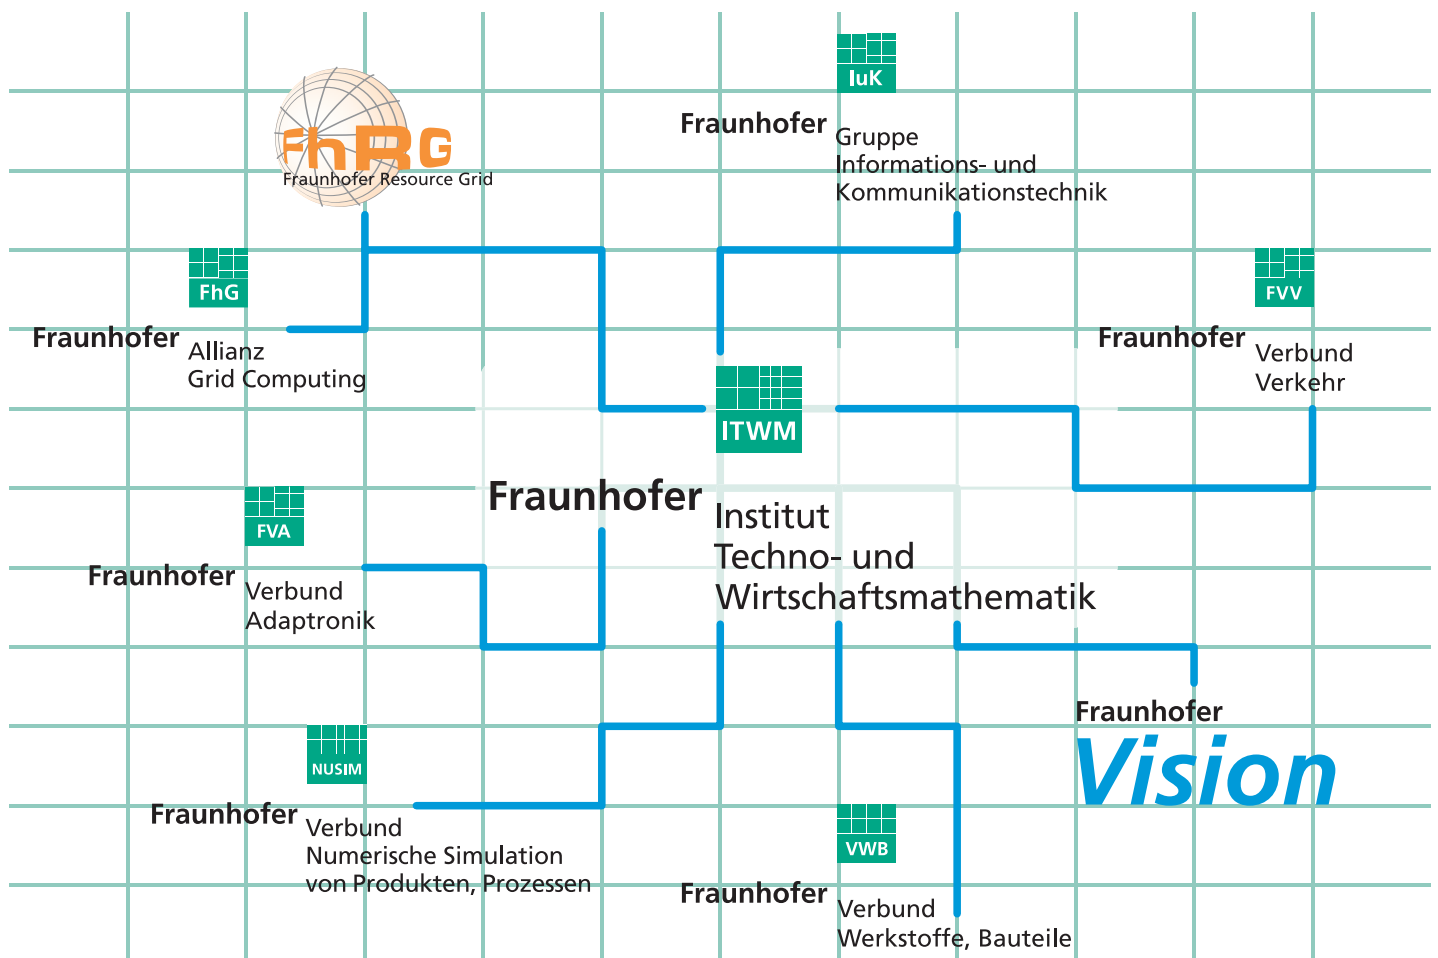 IuK
Fraunhofer
Gruppe
Informations- und
Kommunikationstechnik
FhRG
Fraunhofer Resource Grid
FhG
Fraunhofer
Allianz
Grid Computing
FVV
Fraunhofer
Verbund
Verkehr
ITWM
Fraunhofer
Institut
Techno- und
Wirtschaftsmathematik
FVA
Fraunhofer
Verbund
Adaptronik
Fraunhofer
Vision
NUSIM
Fraunhofer
Verbund
Numerische Simulation
von Produkten, Prozessen
VWB
Fraunhofer
Verbund
Werkstoffe, Bauteile